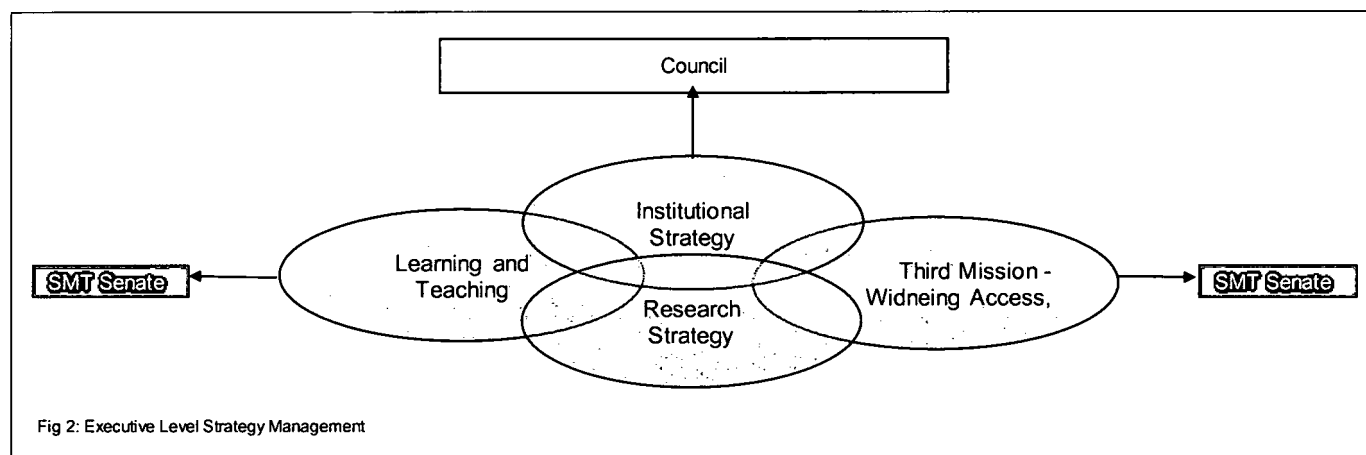 Council
Institutional
Strategy
Learning and
Teaching
Third Mission -
Widneing Access,
SMT Senate
SMT Senate
Research
Strategy
Fig 2: Executive Level Strategy Management